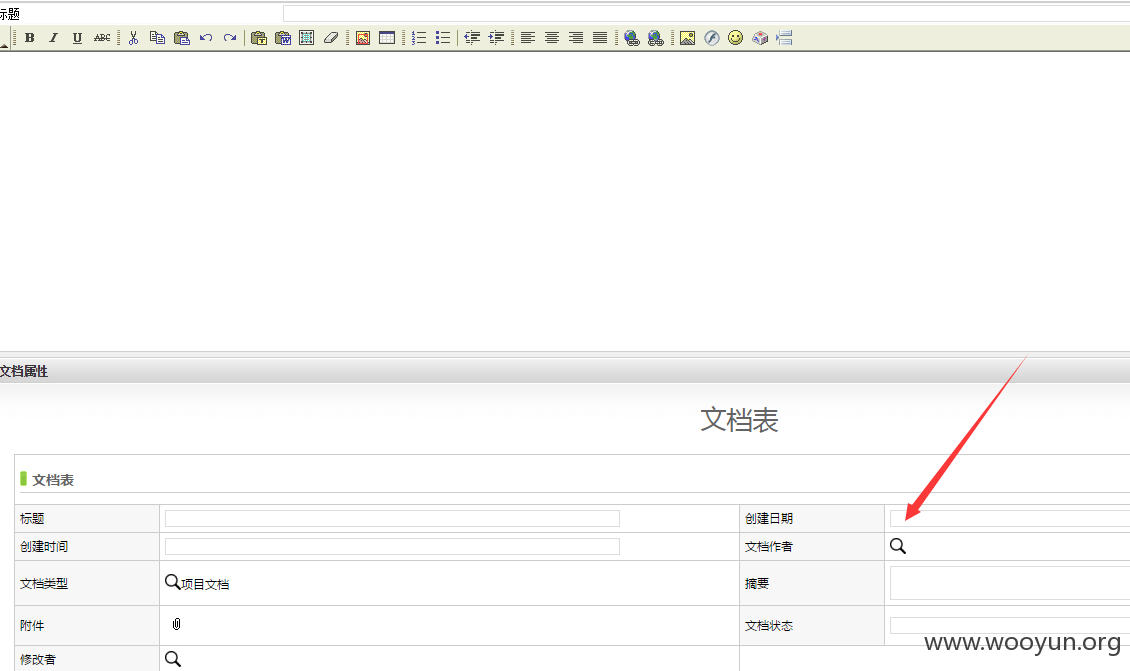 标题
B I U ABC
文档属性
文档表
文档表
标题 创建日期
创建时间 文档作者
文档类型 项目文档 摘要
附件 文档状态
修改者
www.wooyun.org